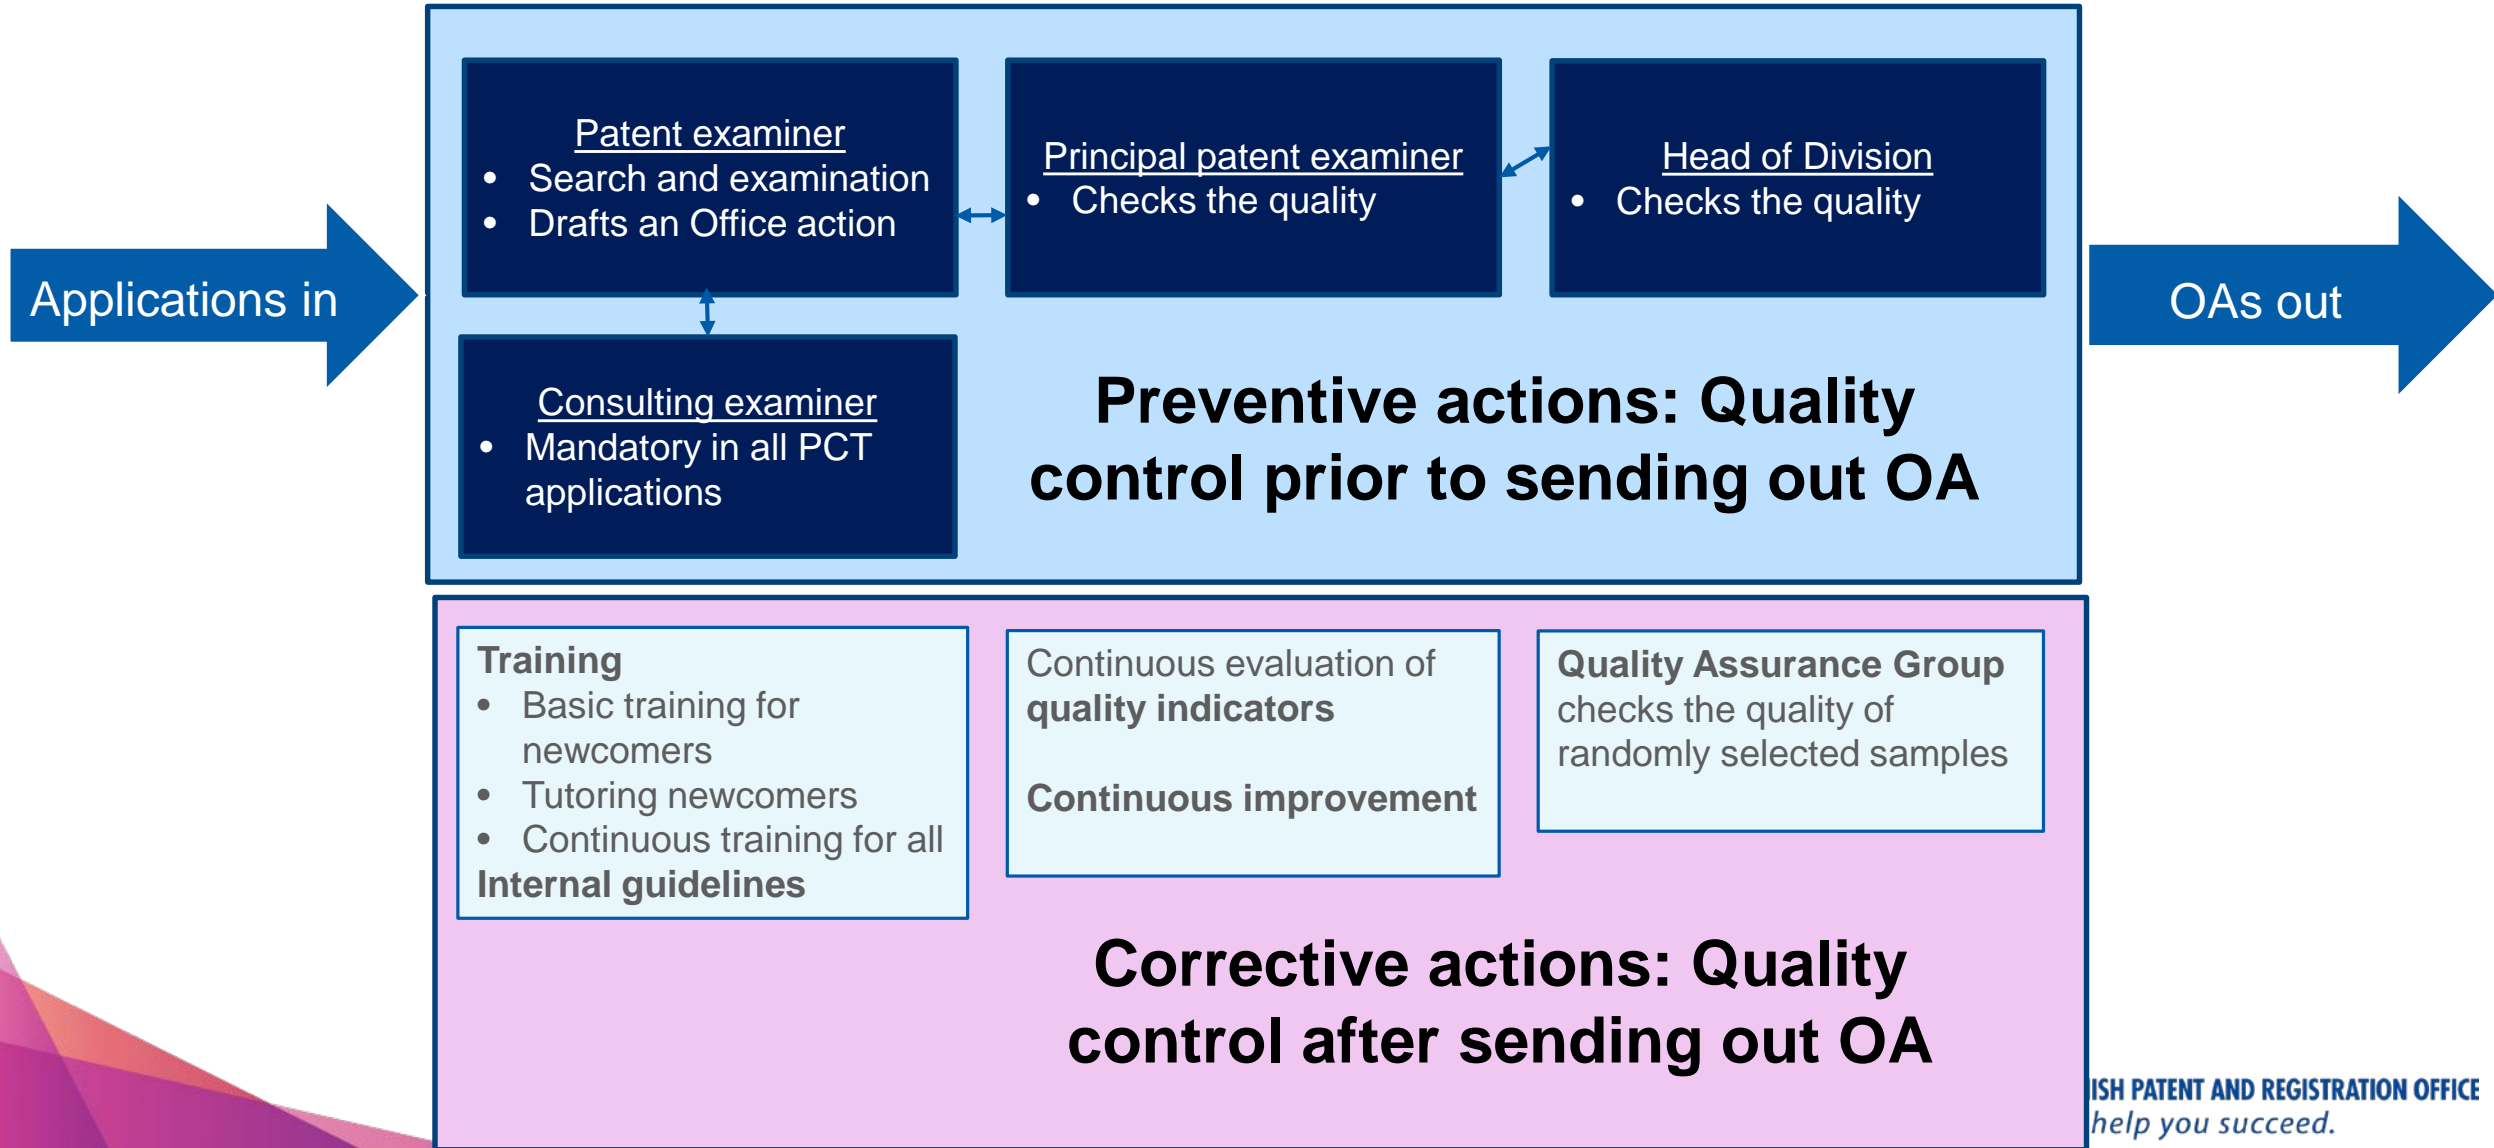 Applications in
Patent examiner
• Search and examination
• Drafts an Office action
Principal patent examiner
• Checks the quality
Head of Division
• Checks the quality
OAs out
Consulting examiner
• Mandatory in all PCT
applications
Preventive actions: Quality
control prior to sending out OA
Training
• Basic training for
newcomers
• Tutoring newcomers
• Continuous training for all
Internal guidelines
Continuous evaluation of
quality indicators
Continuous improvement
Quality Assurance Group
checks the quality of
randomly selected samples
Corrective actions: Quality
control after sending out OA
PATENT AND REGISTRATION OFFICE
help you succeed.